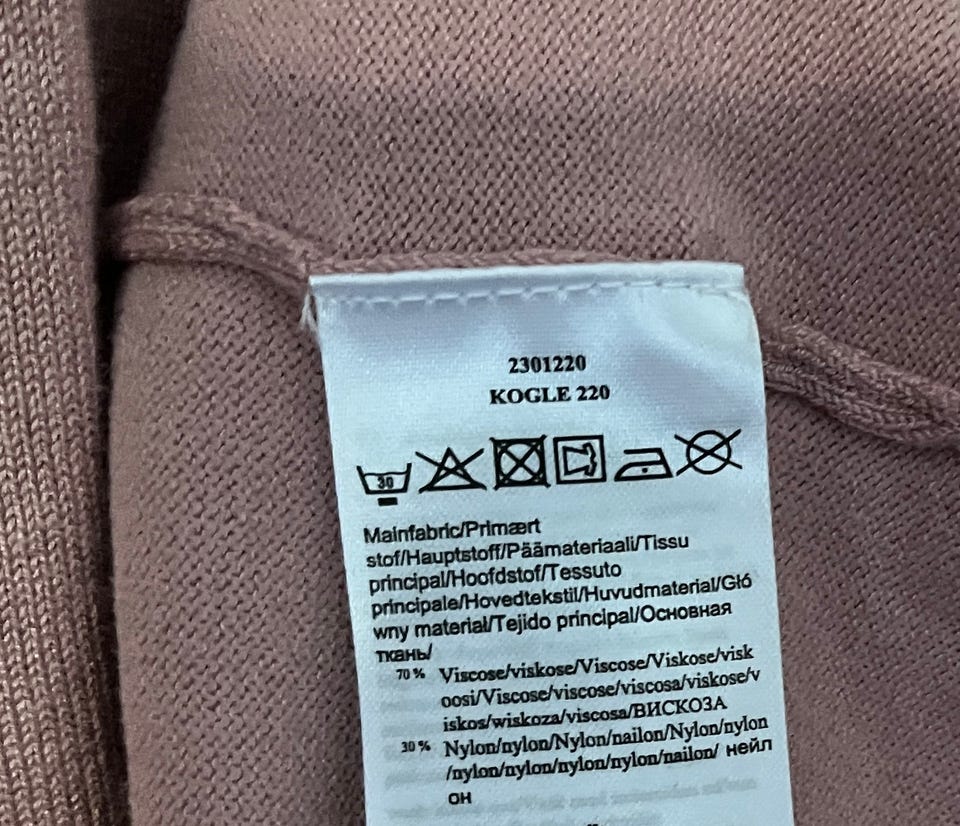 2301220
KOGLE 220
30
Mainfabric/Primært
stof/Hauptstoff/Päämateriaali/Tissu
principal/Hoofdstof/Tessuto
principale/Hovedtekstil/Huvudmaterial/Głó
wny materiał/Tejido principal/Основная
ткань/
70 % Viscose/viskose/Viscose/Viskose/visk
oosi/Viscose/viscose/viscosa/viskose/v
iskos/wiskoza/viscosa/ВИСКОЗА
30 % Nylon/nylon/Nylon/nailon/Nylon/nylon
/nylon/nylon/nylon/nylon/nailon/ нейл
он